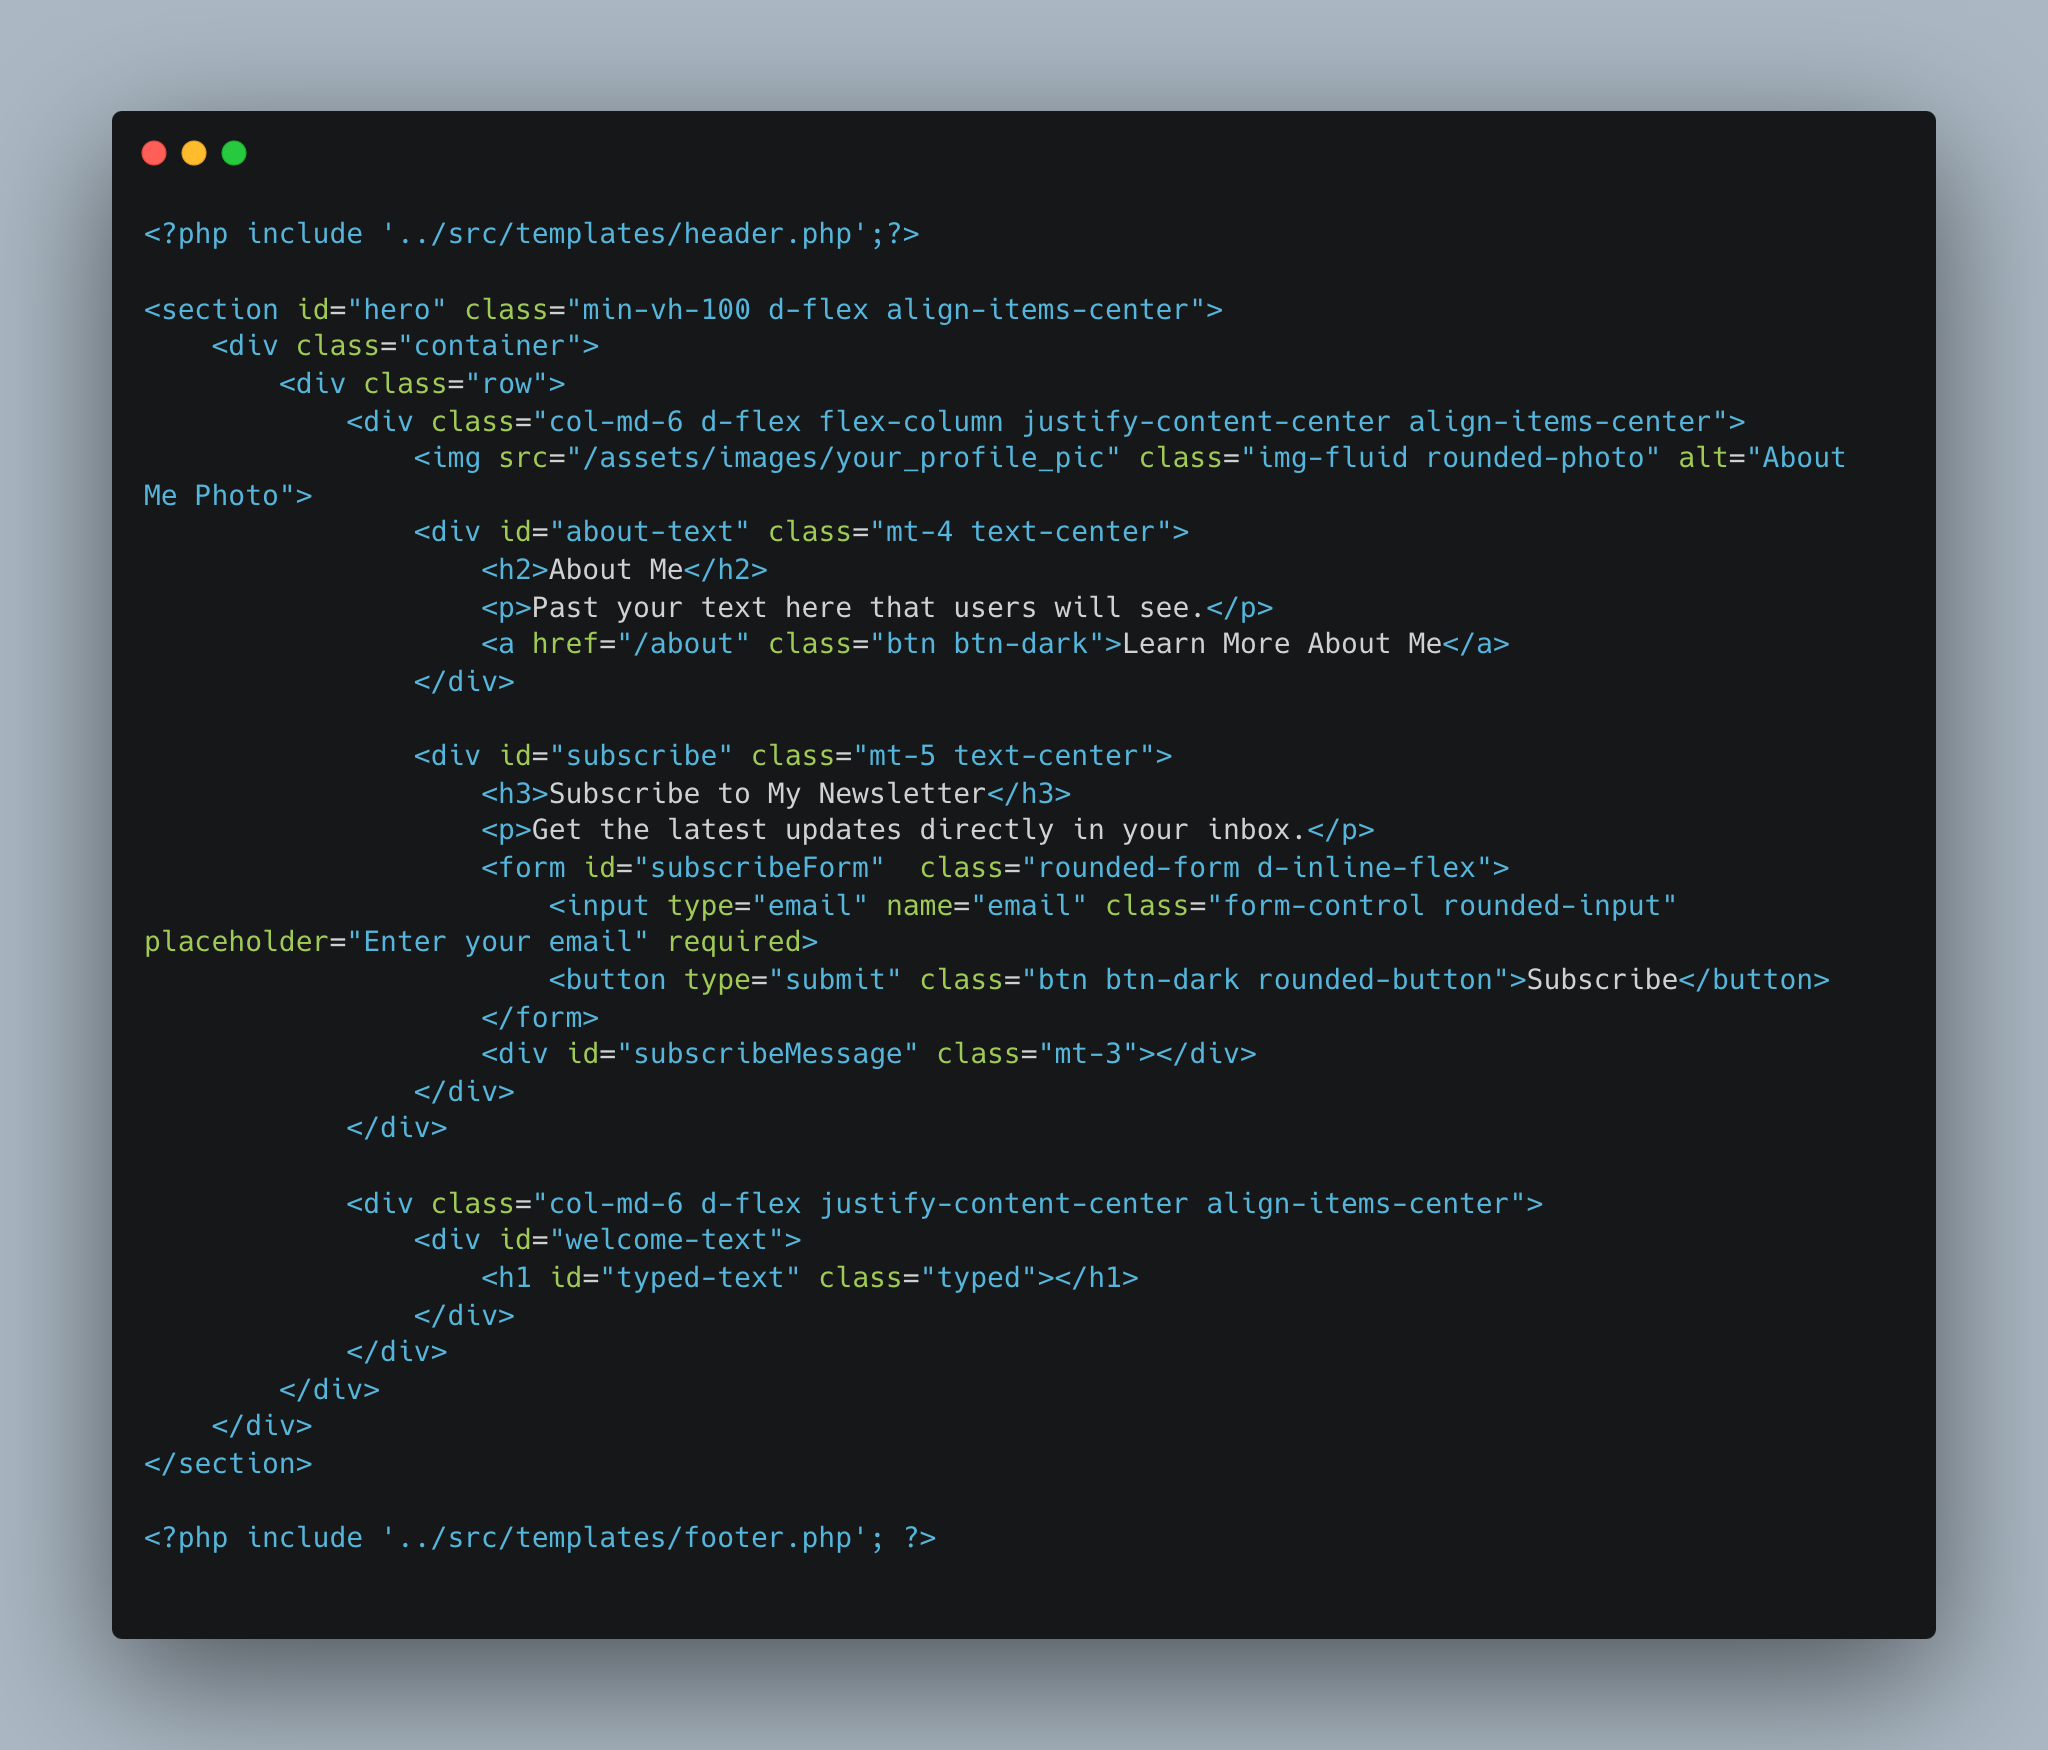 <?php include '../src/templates/header.php';?>

<section id="hero" class="min-vh-100 d-flex align-items-center">
    <div class="container">
        <div class="row">
            <div class="col-md-6 d-flex flex-column justify-content-center align-items-center">
                <img src="/assets/images/your_profile_pic" class="img-fluid rounded-photo" alt="About
Me Photo">
                <div id="about-text" class="mt-4 text-center">
                    <h2>About Me</h2>
                    <p>Past your text here that users will see.</p>
                    <a href="/about" class="btn btn-dark">Learn More About Me</a>
                </div>

                <div id="subscribe" class="mt-5 text-center">
                    <h3>Subscribe to My Newsletter</h3>
                    <p>Get the latest updates directly in your inbox.</p>
                    <form id="subscribeForm"  class="rounded-form d-inline-flex">
                        <input type="email" name="email" class="form-control rounded-input"
placeholder="Enter your email" required>
                        <button type="submit" class="btn btn-dark rounded-button">Subscribe</button>
                    </form>
                    <div id="subscribeMessage" class="mt-3"></div>
                </div>
            </div>

            <div class="col-md-6 d-flex justify-content-center align-items-center">
                <div id="welcome-text">
                    <h1 id="typed-text" class="typed"></h1>
                </div>
            </div>
        </div>
    </div>
</section>

<?php include '../src/templates/footer.php'; ?>